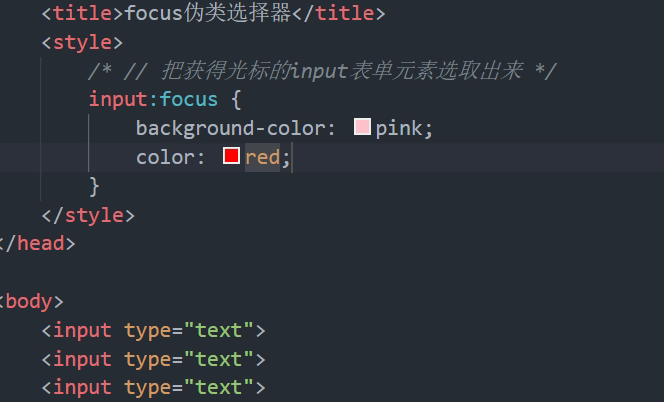 <title>focus伪类选择器</title>
<style>
/* // 把获得光标的input表单元素选取出来 */
input:focus {
background-color: pink;
color: red;
}
</style>
</head>
<body>
<input type="text">
<input type="text">
<input type="text">